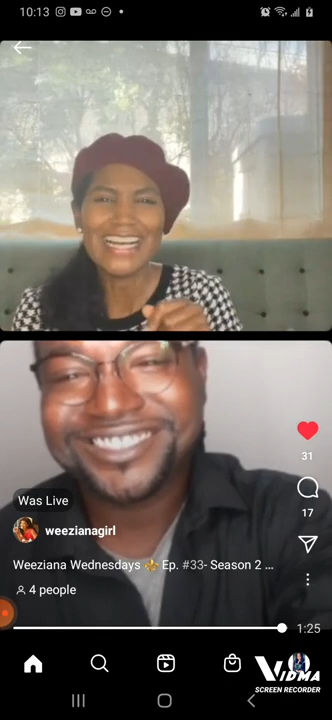 10:13
Was Live
weezianagirl
Weeziana Wednesdays ⚜️ Ep. #33- Season 2 ...
4 people
31
17
1:25
VIDMA
SCREEN RECORDER